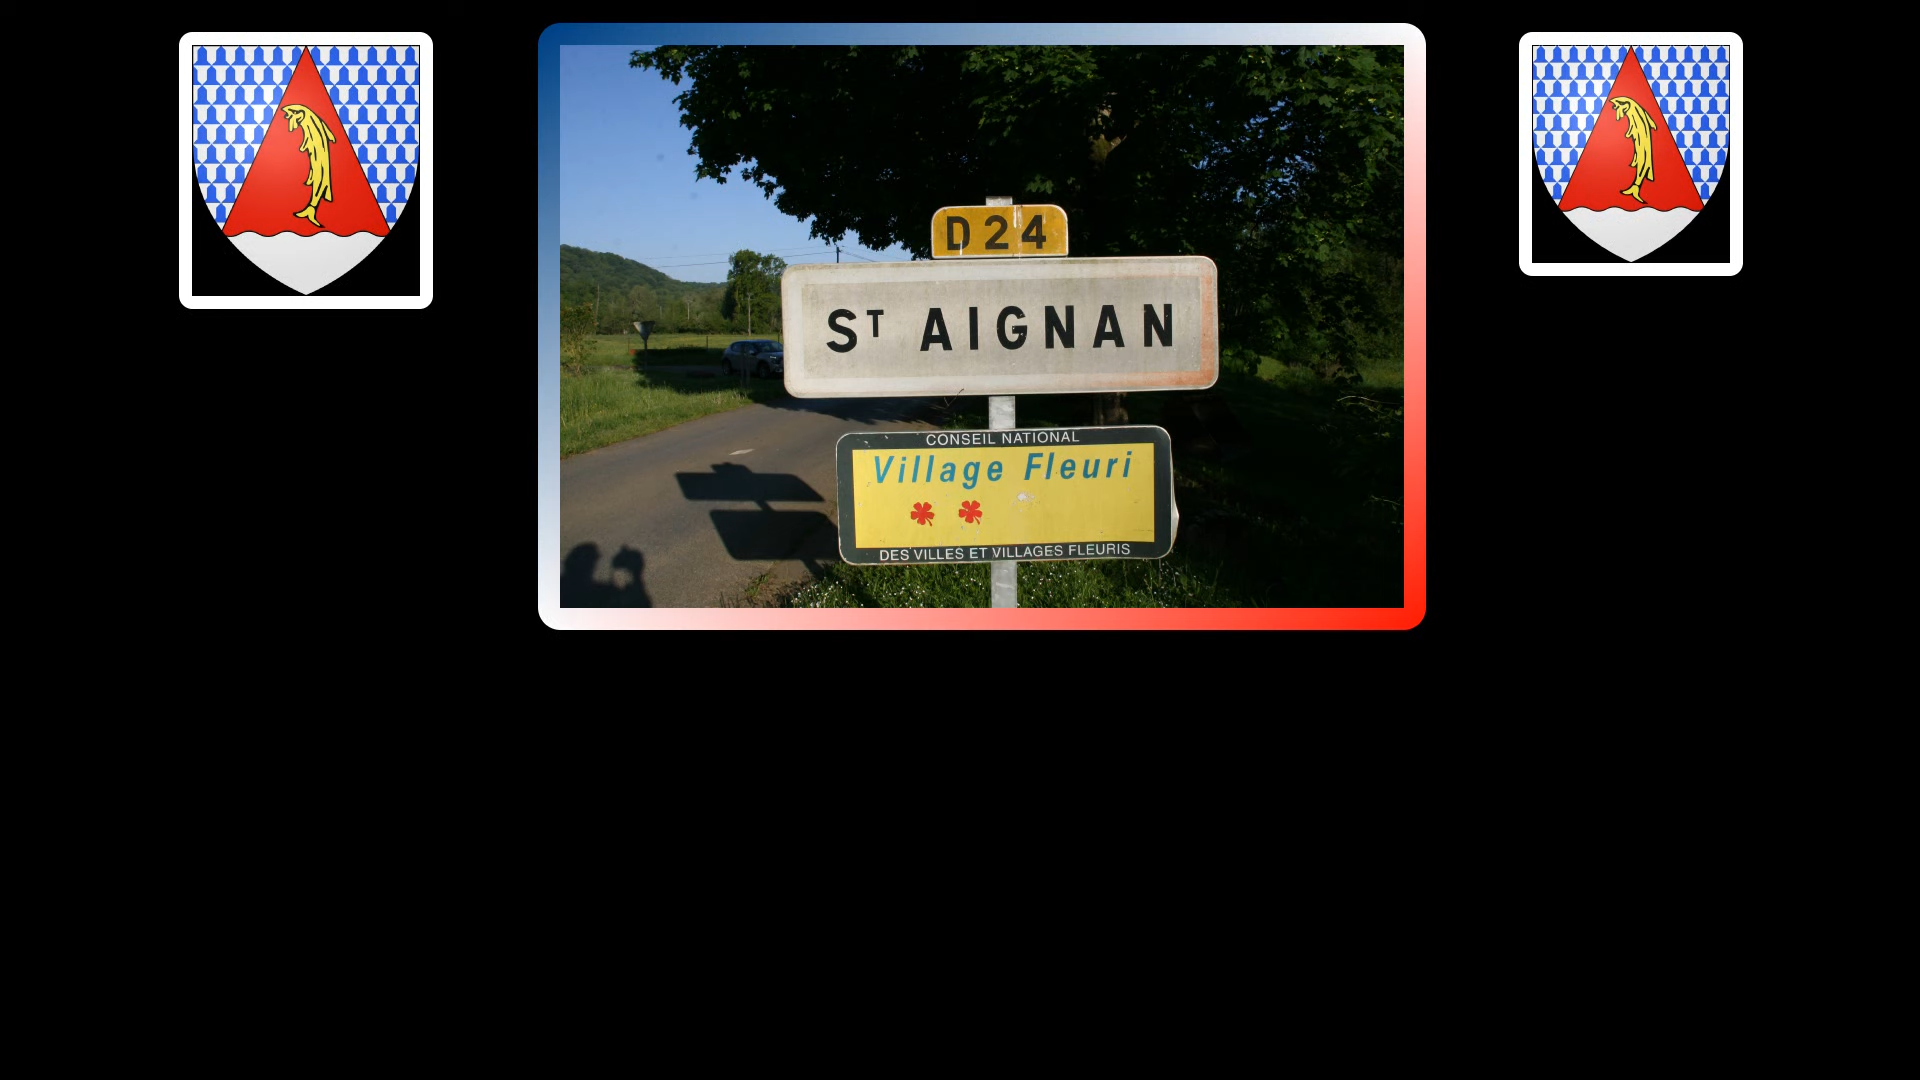 D24
ST AIGNAN
CONSEIL NATIONAL
Village Fleuri
DES VILLES ET VILLAGES FLEURIS